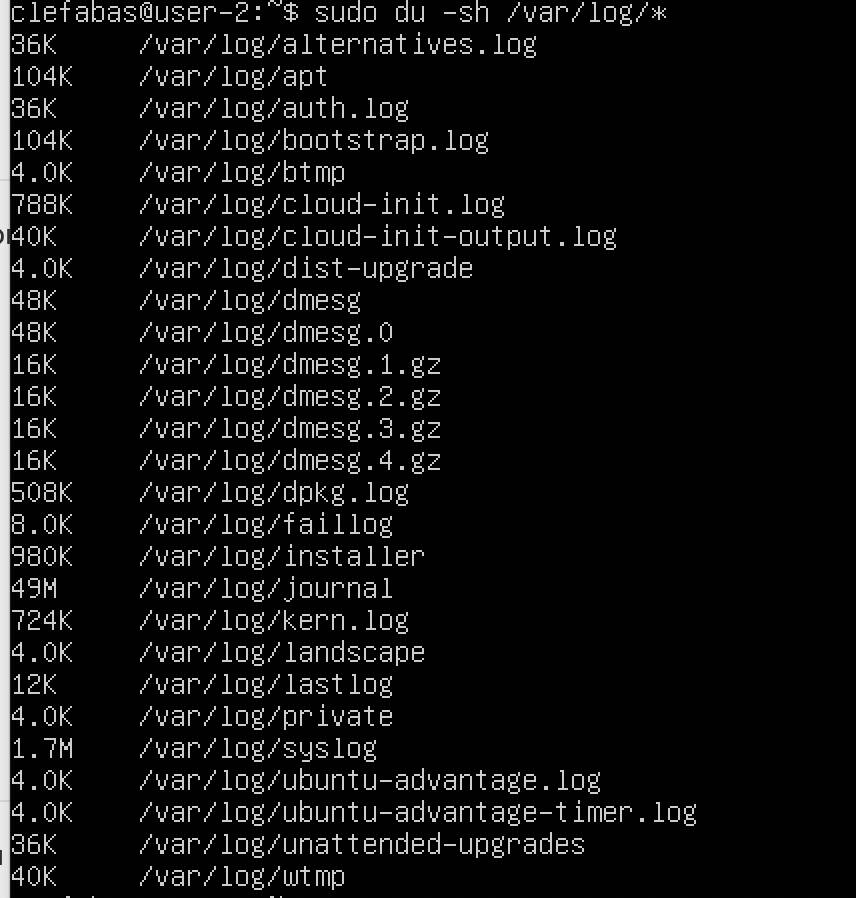 clefabas@user-2:~$ sudo du -sh /var/log/*
36K /var/log/alternatives.log
104K /var/log/apt
36K /var/log/auth.log
104K /var/log/bootstrap.log
4.0K /var/log/btmp
788K /var/log/cloud-init.log
40K /var/log/cloud-init-output.log
4.0K /var/log/dist-upgrade
48K /var/log/dmesg
48K /var/log/dmesg.0
16K /var/log/dmesg.1.gz
16K /var/log/dmesg.2.gz
16K /var/log/dmesg.3.gz
16K /var/log/dmesg.4.gz
508K /var/log/dpkg.log
8.0K /var/log/faillog
980K /var/log/installer
49M /var/log/journal
724K /var/log/kern.log
4.0K /var/log/landscape
12K /var/log/lastlog
4.0K /var/log/private
1.7M /var/log/syslog
4.0K /var/log/ubuntu-advantage.log
4.0K /var/log/ubuntu-advantage-timer.log
36K /var/log/unattended-upgrades
40K /var/log/wtmp